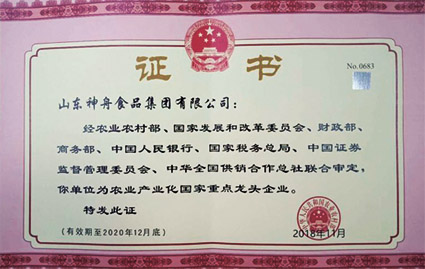 No.0683
证书
山东神舟食品集团有限公司：
经农业农村部、国家发展和改革委员会、财政部、
商务部、中国人民银行、国家税务总局、中国证券
监督管理委员会、中华全国供销合作总社联合审定，
你单位为农业产业化国家重点龙头企业。
特发此证
（有效期至2020年12月底）
2018年11月